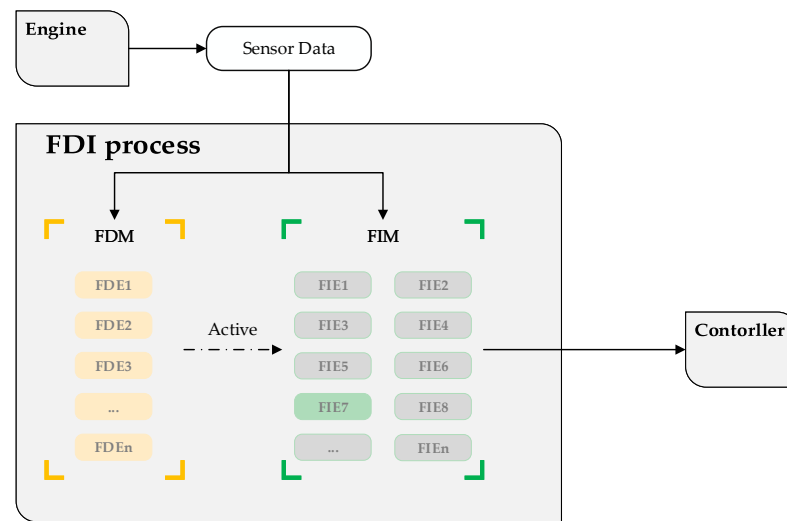 Engine
Sensor Data
FDI process
FDM
FIM
FDE1
FDE2
FDE3
...
FDEn
Active
FIE1
FIE2
FIE3
FIE4
FIE5
FIE6
FIE7
FIE8
...
FIEn
Contorller